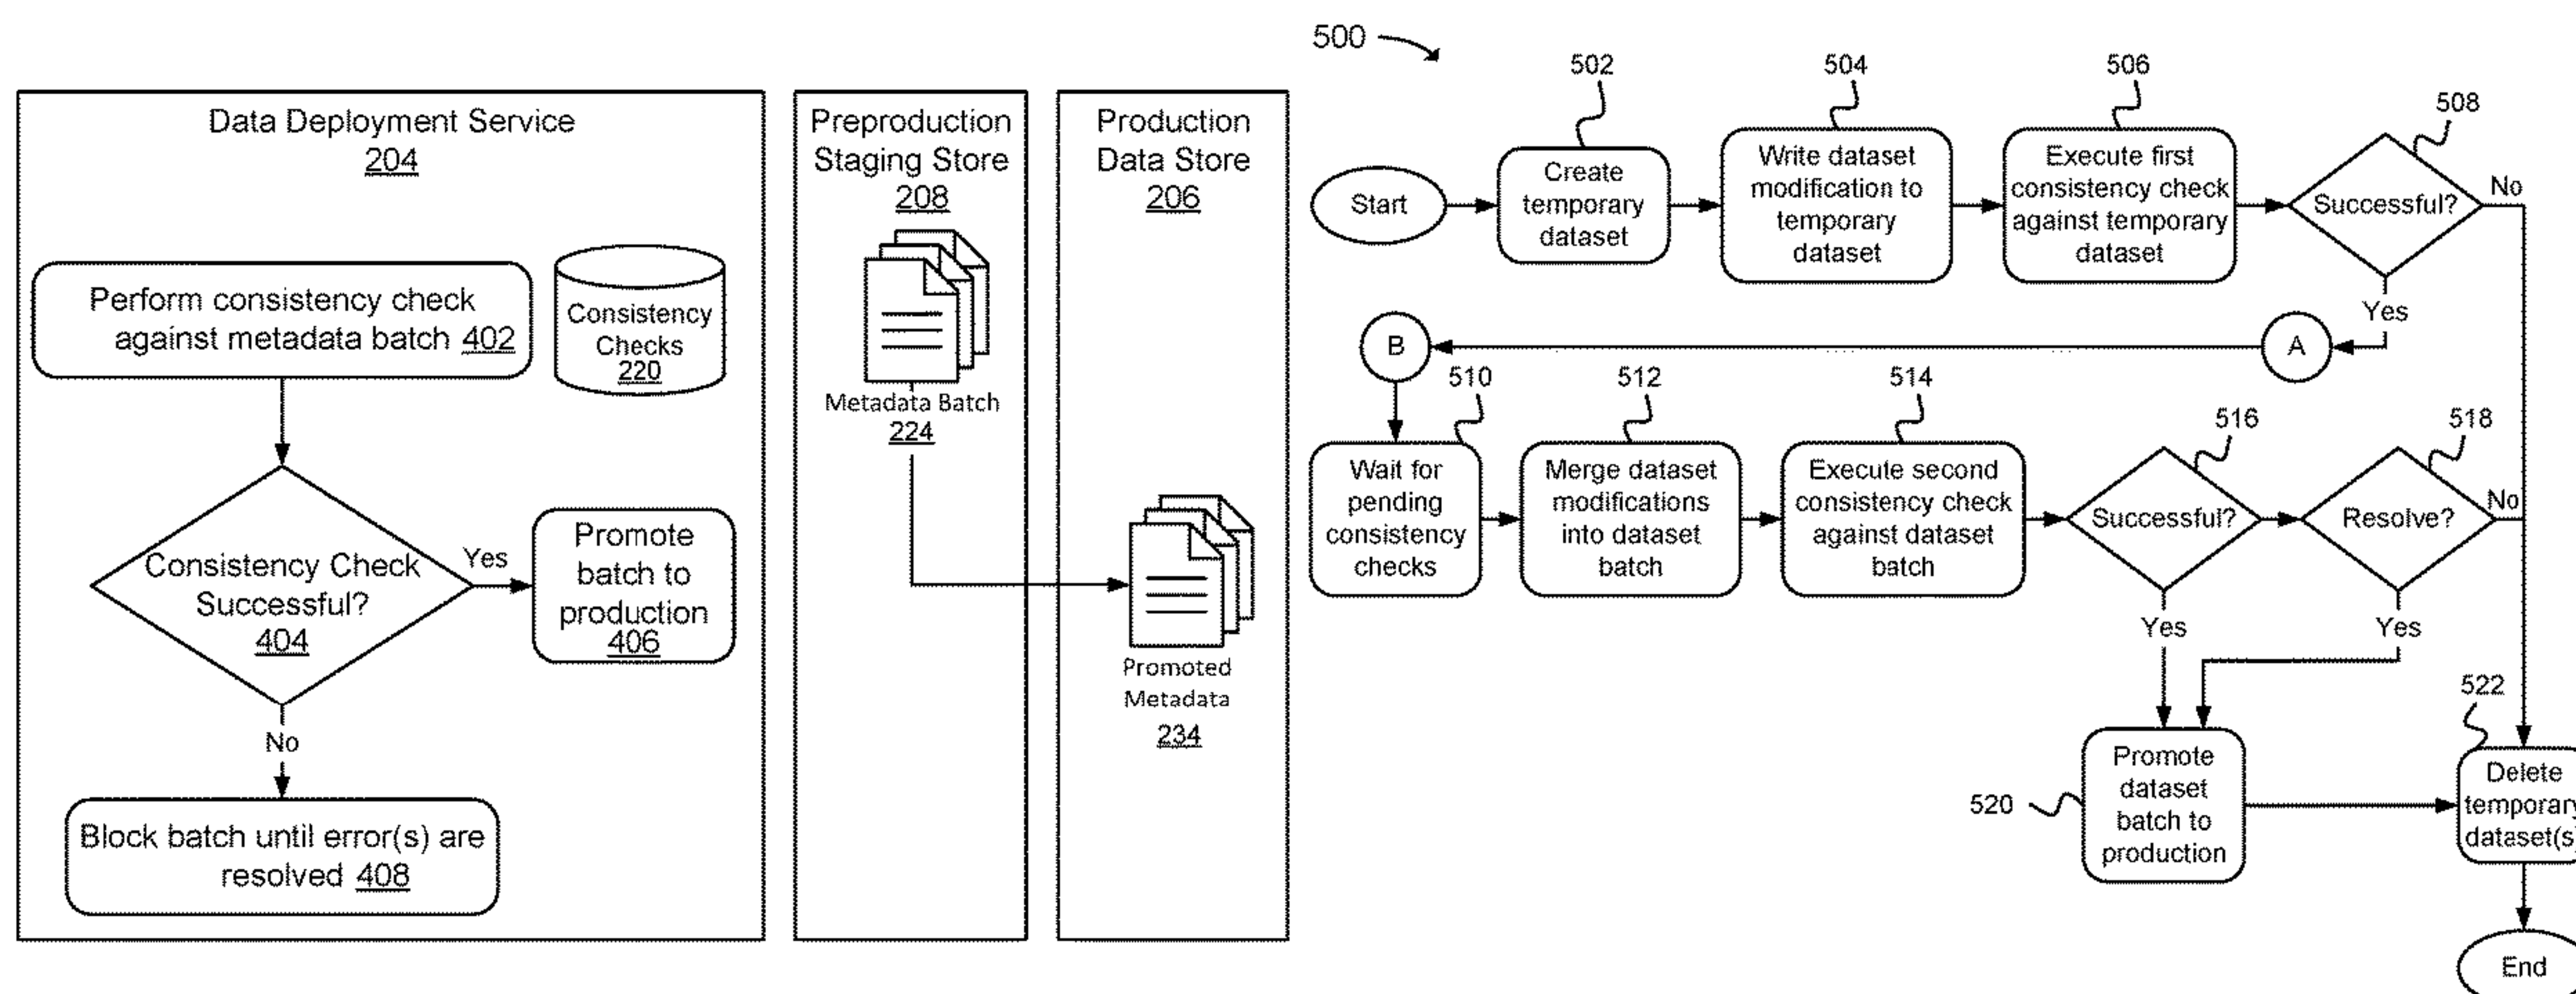 Data Deployment Service
204
Perform consistency check
against metadata batch 402
Consistency
Checks
220
Consistency Check
Successful?
404
Yes
Promote
batch to
production
406
No
Block batch until error(s) are
resolved 408
Preproduction
Staging Store
208
Metadata Batch
224
Production
Data Store
206
Promoted
Metadata
234
500
502
504
506
508
Start
Create
temporary
dataset
Write dataset
modification to
temporary
dataset
Execute first
consistency check
against temporary
dataset
Successful?
No
Yes
A
B
510
512
514
516
518
Wait for
pending
consistency
checks
Merge dataset
modifications
into dataset
batch
Execute second
consistency check
against dataset
batch
Successful?
Resolve?
No
Yes
Yes
520
Promote
dataset
batch to
production
522
Delete
temporary
dataset(s)
End